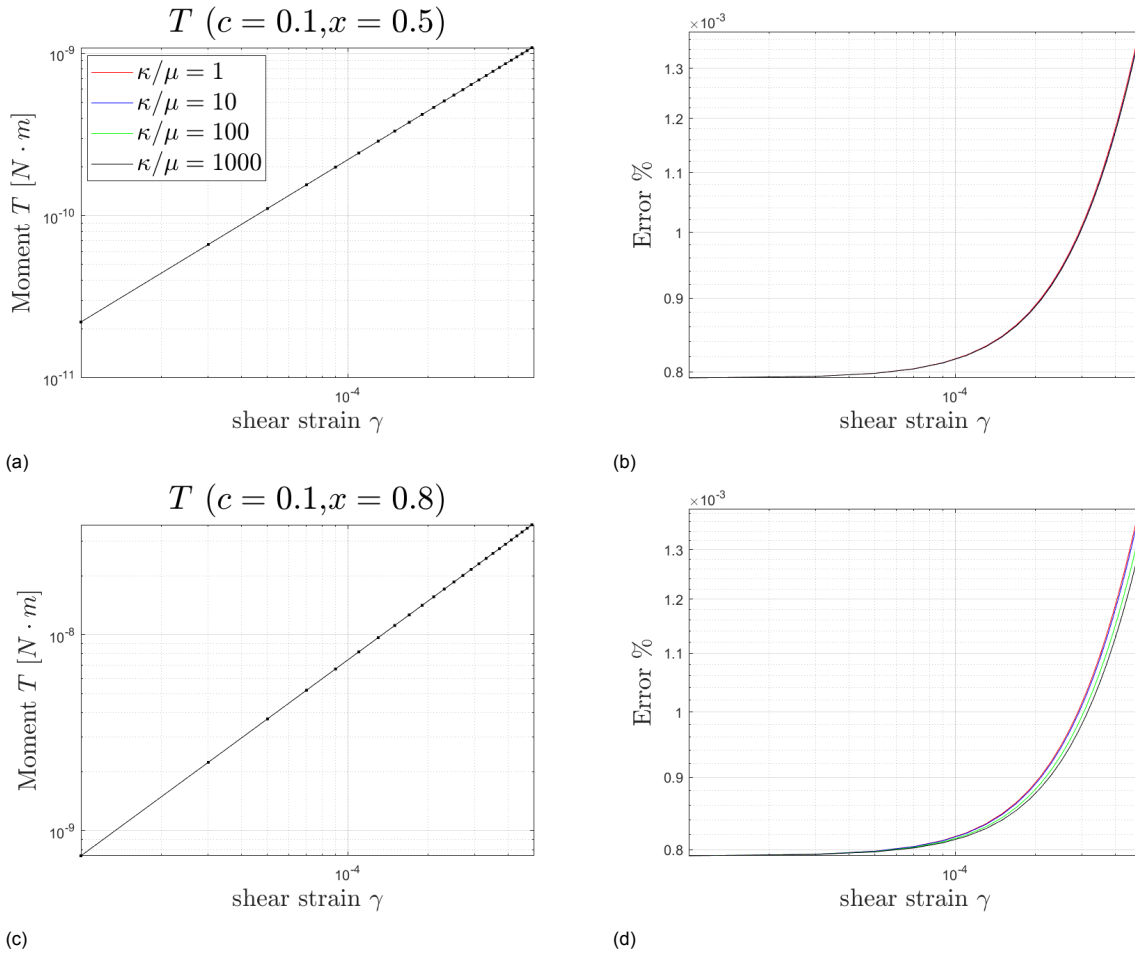 T (c = 0.1,x = 0.5)
10⁻⁹
10⁻¹⁰
10⁻¹¹
Moment T [N · m]
κ/μ = 1
κ/μ = 10
κ/μ = 100
κ/μ = 1000
10⁻⁴
shear strain γ
(a)
×10⁻³
1.3
1.2
1.1
1
0.9
0.8
Error %
10⁻⁴
shear strain γ
(b)
T (c = 0.1,x = 0.8)
10⁻⁸
10⁻⁹
Moment T [N · m]
10⁻⁴
shear strain γ
(c)
×10⁻³
1.3
1.2
1.1
1
0.9
0.8
Error %
10⁻⁴
shear strain γ
(d)